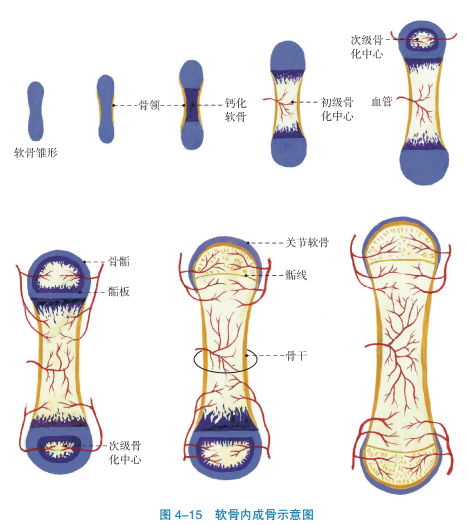 软骨雏形
骨领
钙化
软骨
初级骨
化中心
次级骨
化中心
血管
骨骺
骺板
次级骨
化中心
关节软骨
骺线
骨干
图 4-15 软骨内成骨示意图